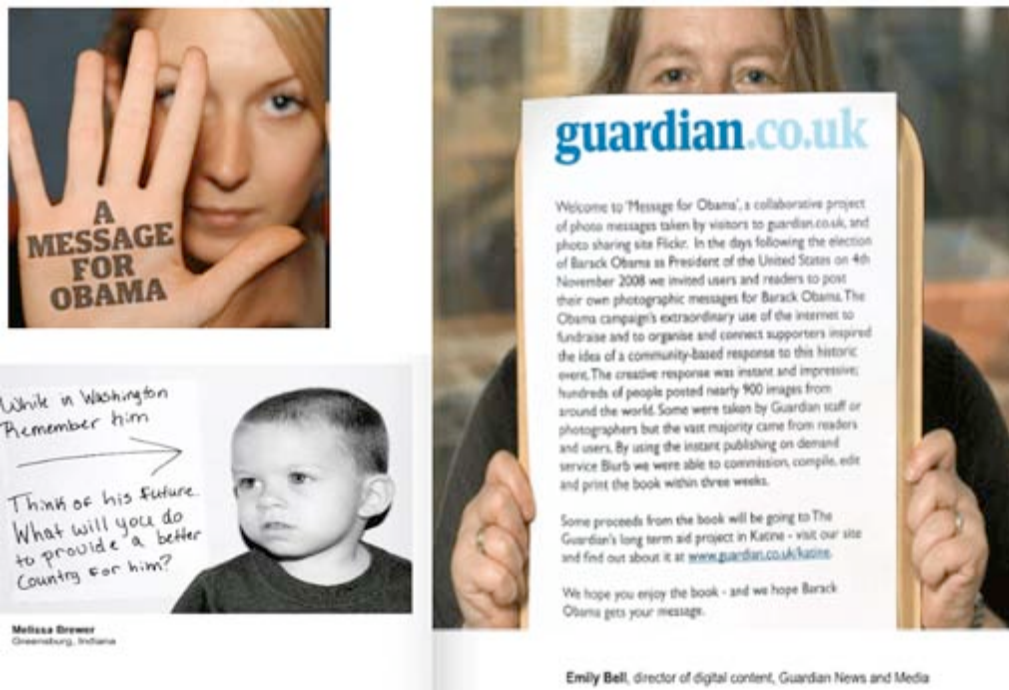 A
MESSAGE
FOR
OBAMA
While in Washington
Remember him
Think of his future.
What will you do
to provide a better
Country for him?
Melissa Brewer
Greensburg, Indiana
guardian.co.uk
Welcome to 'Message for Obama', a collaborative project
of photo messages taken by visitors to guardian.co.uk, and
photo sharing site Flickr. In the days following the election
of Barack Obama as President of the United States on 4th
November 2008 we invited users and readers to post
their own photographic messages for Barack Obama. The
Obama campaign's extraordinary use of the internet to
fundraise and to organise and connect supporters inspired
the idea of a community-based response to this historic
event. The creative response was instant and impressive;
hundreds of people posted nearly 900 images from
around the world. Some were taken by Guardian staff or
photographers but the vast majority came from readers
and users. By using the instant publishing on demand
service Blurb we were able to commission, compile, edit
and print the book within three weeks.
Some proceeds from the book will be going to The
Guardian's long term aid project in Katine - visit our site
and find out about it at www.guardian.co.uk/katine.
We hope you enjoy the book - and we hope Barack
Obama gets your message.
Emily Bell, director of digital content, Guardian News and Media